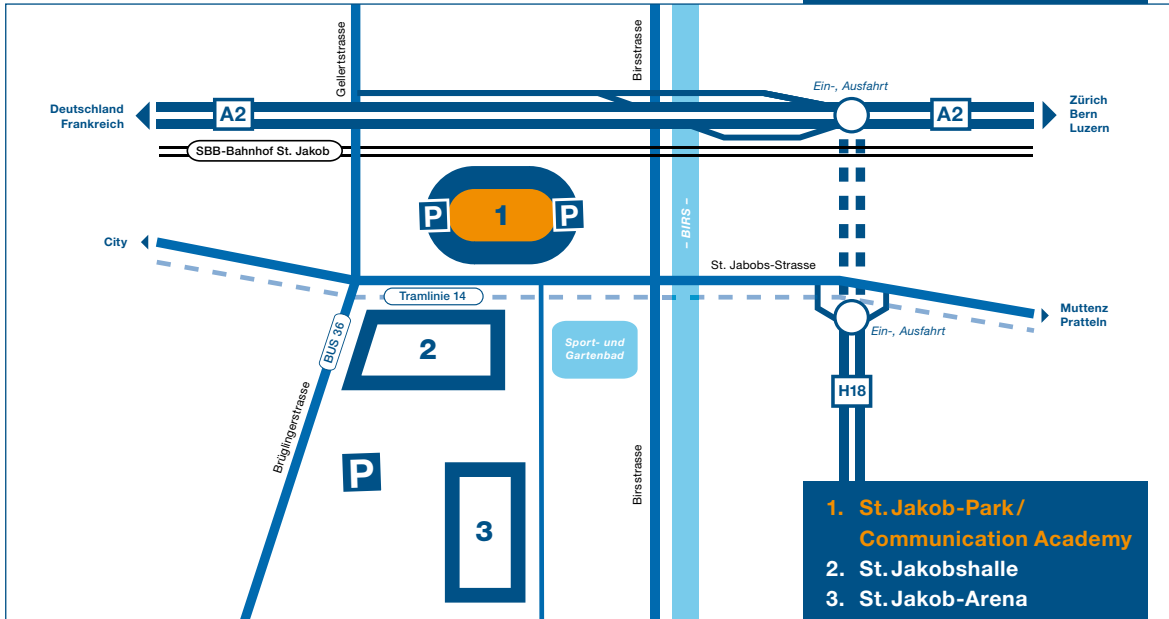 Gellertstrasse
Birsstrasse
Ein-, Ausfahrt
Deutschland
Frankreich
A2
A2
Zürich
Bern
Luzern
SBB-Bahnhof St. Jakob
P
1
P
– BIRS –
City
St. Jabobs-Strasse
Tramlinie 14
Muttenz
Pratteln
BUS 36
2
Sport- und
Gartenbad
Ein-, Ausfahrt
H18
Brüglingerstrasse
P
Birsstrasse
3
1. St. Jakob-Park /
Communication Academy
2. St. Jakobshalle
3. St. Jakob-Arena